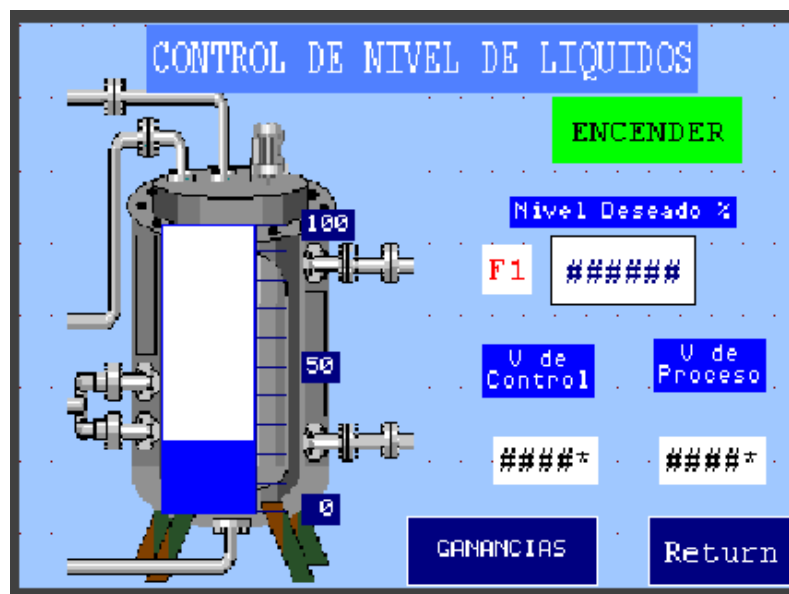 CONTROL DE NIVEL DE LIQUIDOS
ENCENDER
Nivel Deseado %
100
F1
######
50
V de
Control
V de
Proceso
####*
####*
0
GANANCIAS
Return